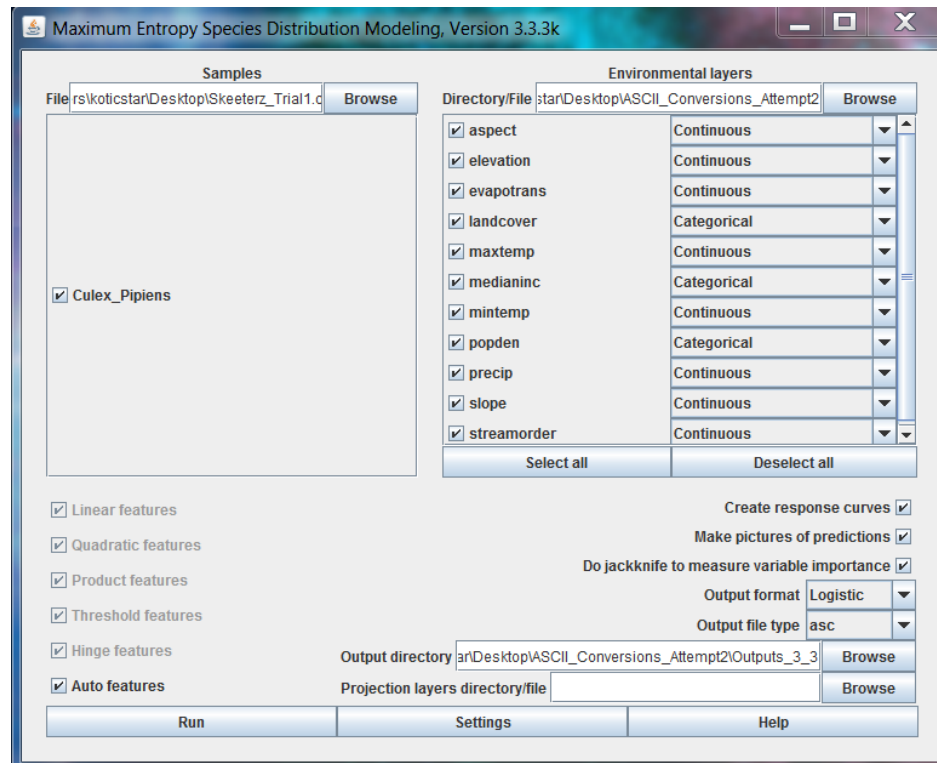 Maximum Entropy Species Distribution Modeling, Version 3.3.3k
Samples
File rs\koticstar\Desktop\Skeeterz_Trial1.c Browse
Culex_Pipiens
Environmental layers
Directory/File star\Desktop\ASCII_Conversions_Attempt2 Browse
aspect Continuous
elevation Continuous
evapotrans Continuous
landcover Categorical
maxtemp Continuous
medianinc Categorical
mintemp Continuous
popden Categorical
precip Continuous
slope Continuous
streamorder Continuous
Select all Deselect all
Linear features
Quadratic features
Product features
Threshold features
Hinge features
Auto features
Create response curves
Make pictures of predictions
Do jackknife to measure variable importance
Output format Logistic
Output file type asc
Output directory ar\Desktop\ASCII_Conversions_Attempt2\Outputs_3_3 Browse
Projection layers directory/file Browse
Run Settings Help